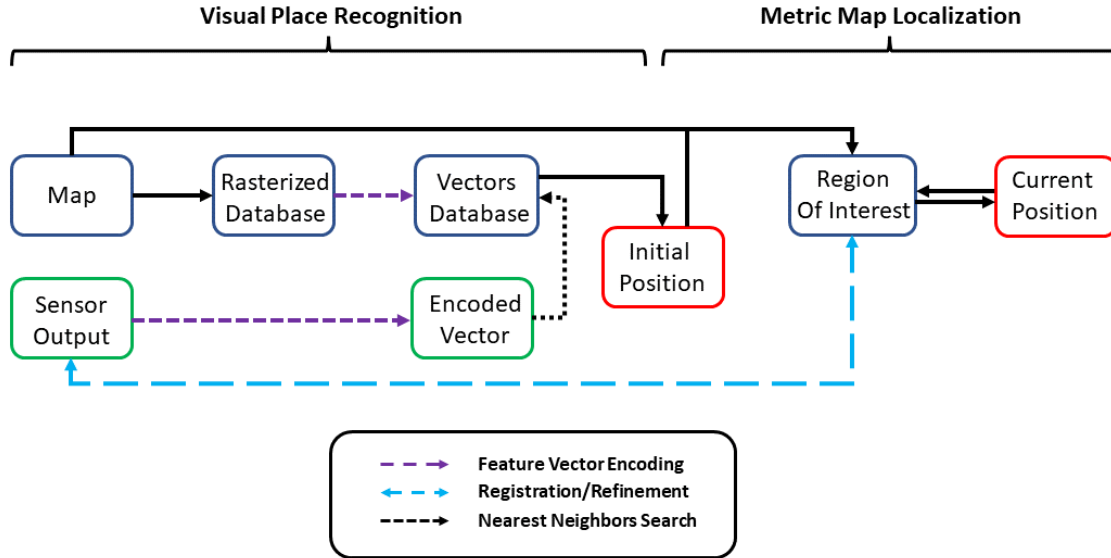 Visual Place Recognition
Metric Map Localization
Map
Rasterized
Database
Vectors
Database
Initial
Position
Region
Of Interest
Current
Position
Sensor
Output
Encoded
Vector
Feature Vector Encoding
Registration/Refinement
Nearest Neighbors Search